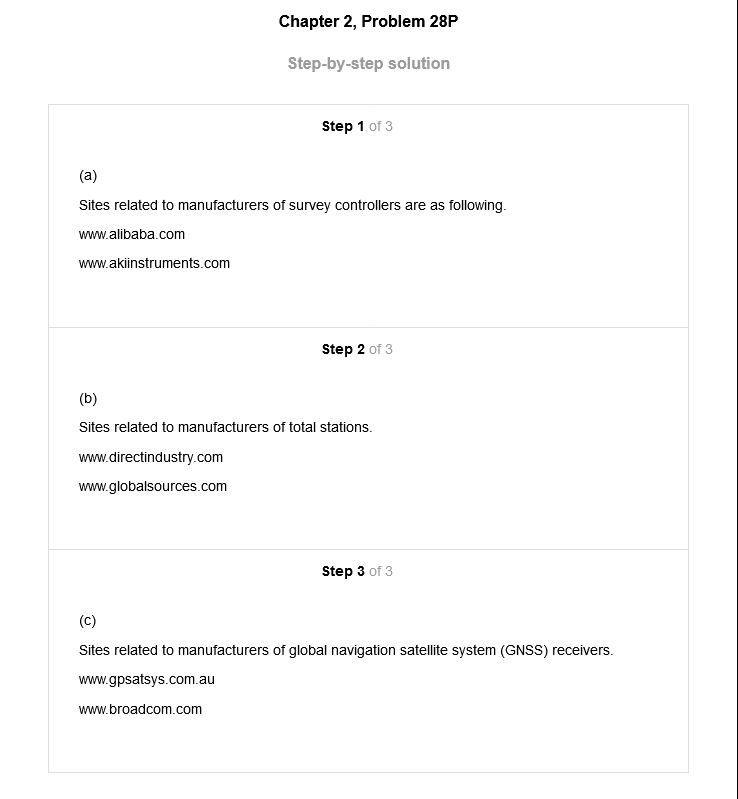 Chapter 2, Problem 28P
Step-by-step solution
Step 1 of 3
(a)
Sites related to manufacturers of survey controllers are as following.
www.alibaba.com
www.akiinstruments.com
Step 2 of 3
(b)
Sites related to manufacturers of total stations.
www.directindustry.com
www.globalsources.com
Step 3 of 3
(c)
Sites related to manufacturers of global navigation satellite system (GNSS) receivers.
www.gpsatsys.com.au
www.broadcom.com